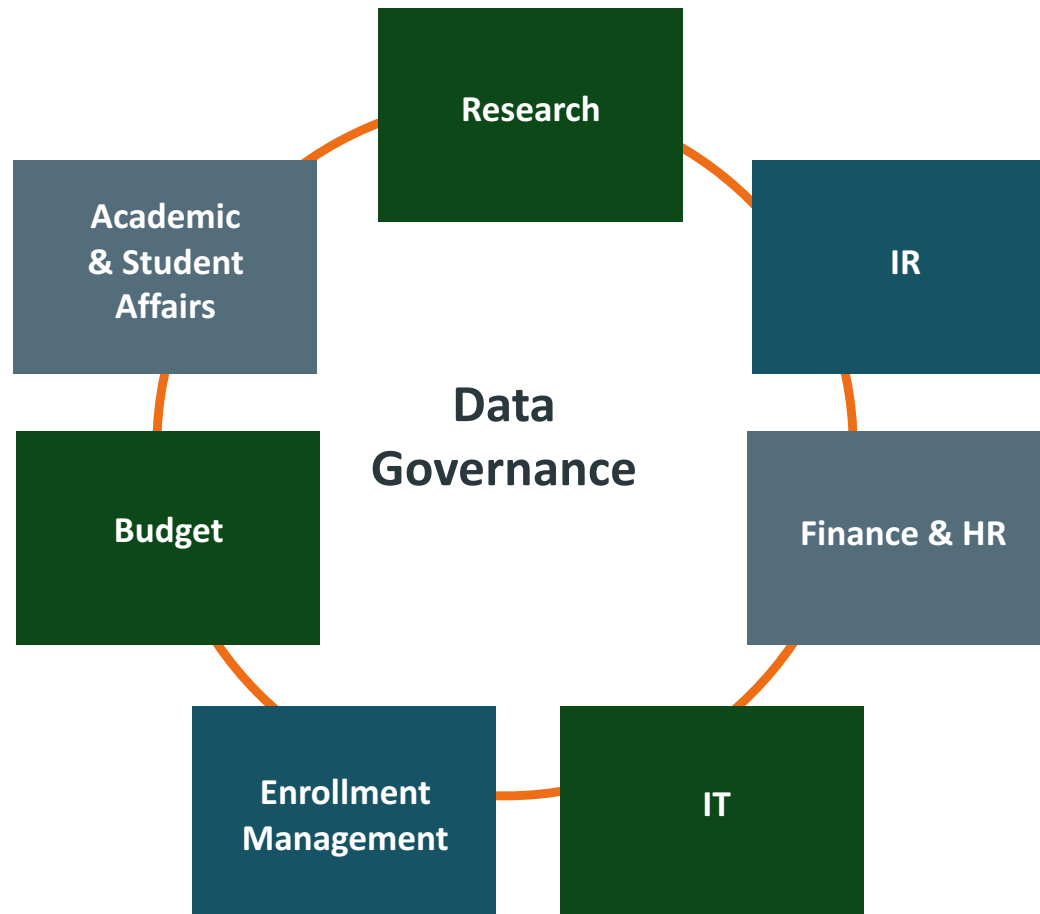 Research
Academic
& Student
Affairs
IR
Data
Governance
Budget
Finance & HR
Enrollment
Management
IT